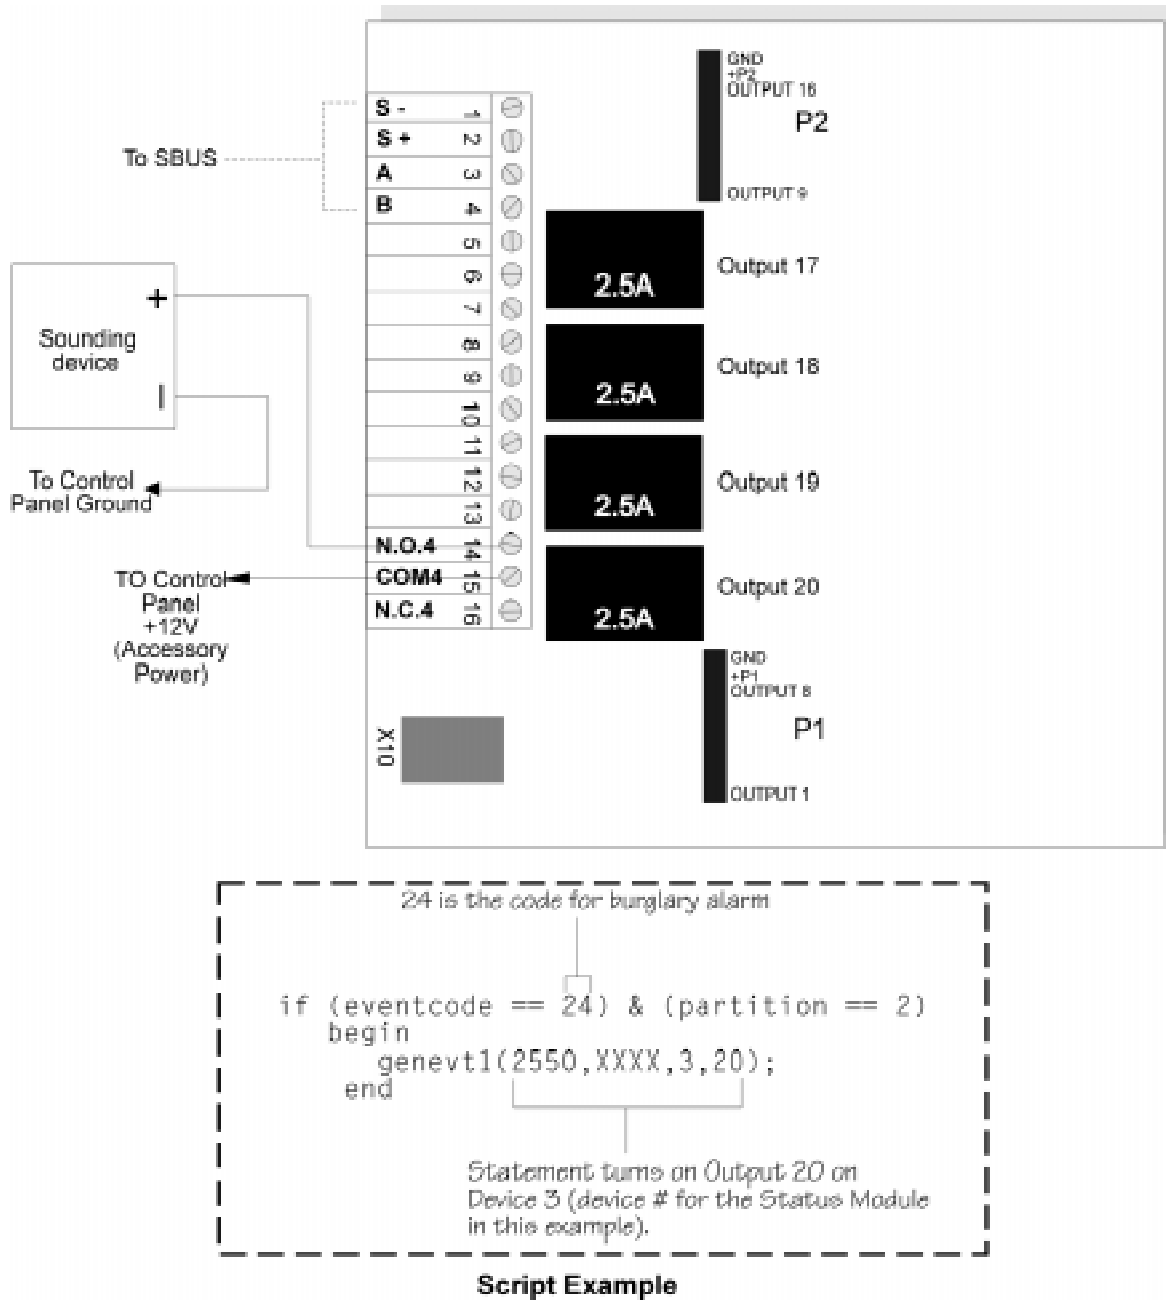 GND
+P2
OUTPUT 16
P2
OUTPUT 9
S - 1
S + 2
A 3
B 4
To SBUS
5
6
7
8
9
10
11
12
13
N.O.4 14
COM4 15
N.C.4 16
+
Sounding
device
To Control
Panel Ground
TO Control
Panel
+12V
(Accessory
Power)
2.5A
Output 17
2.5A
Output 18
2.5A
Output 19
2.5A
Output 20
GND
+P1
OUTPUT 8
P1
OUTPUT 1
X10
24 is the code for burglary alarm
if (eventcode == 24) & (partition == 2)
begin
genevt1(2550,XXXX,3,20);
end
Statement turns on Output 20 on
Device 3 (device # for the Status Module
in this example).
Script Example